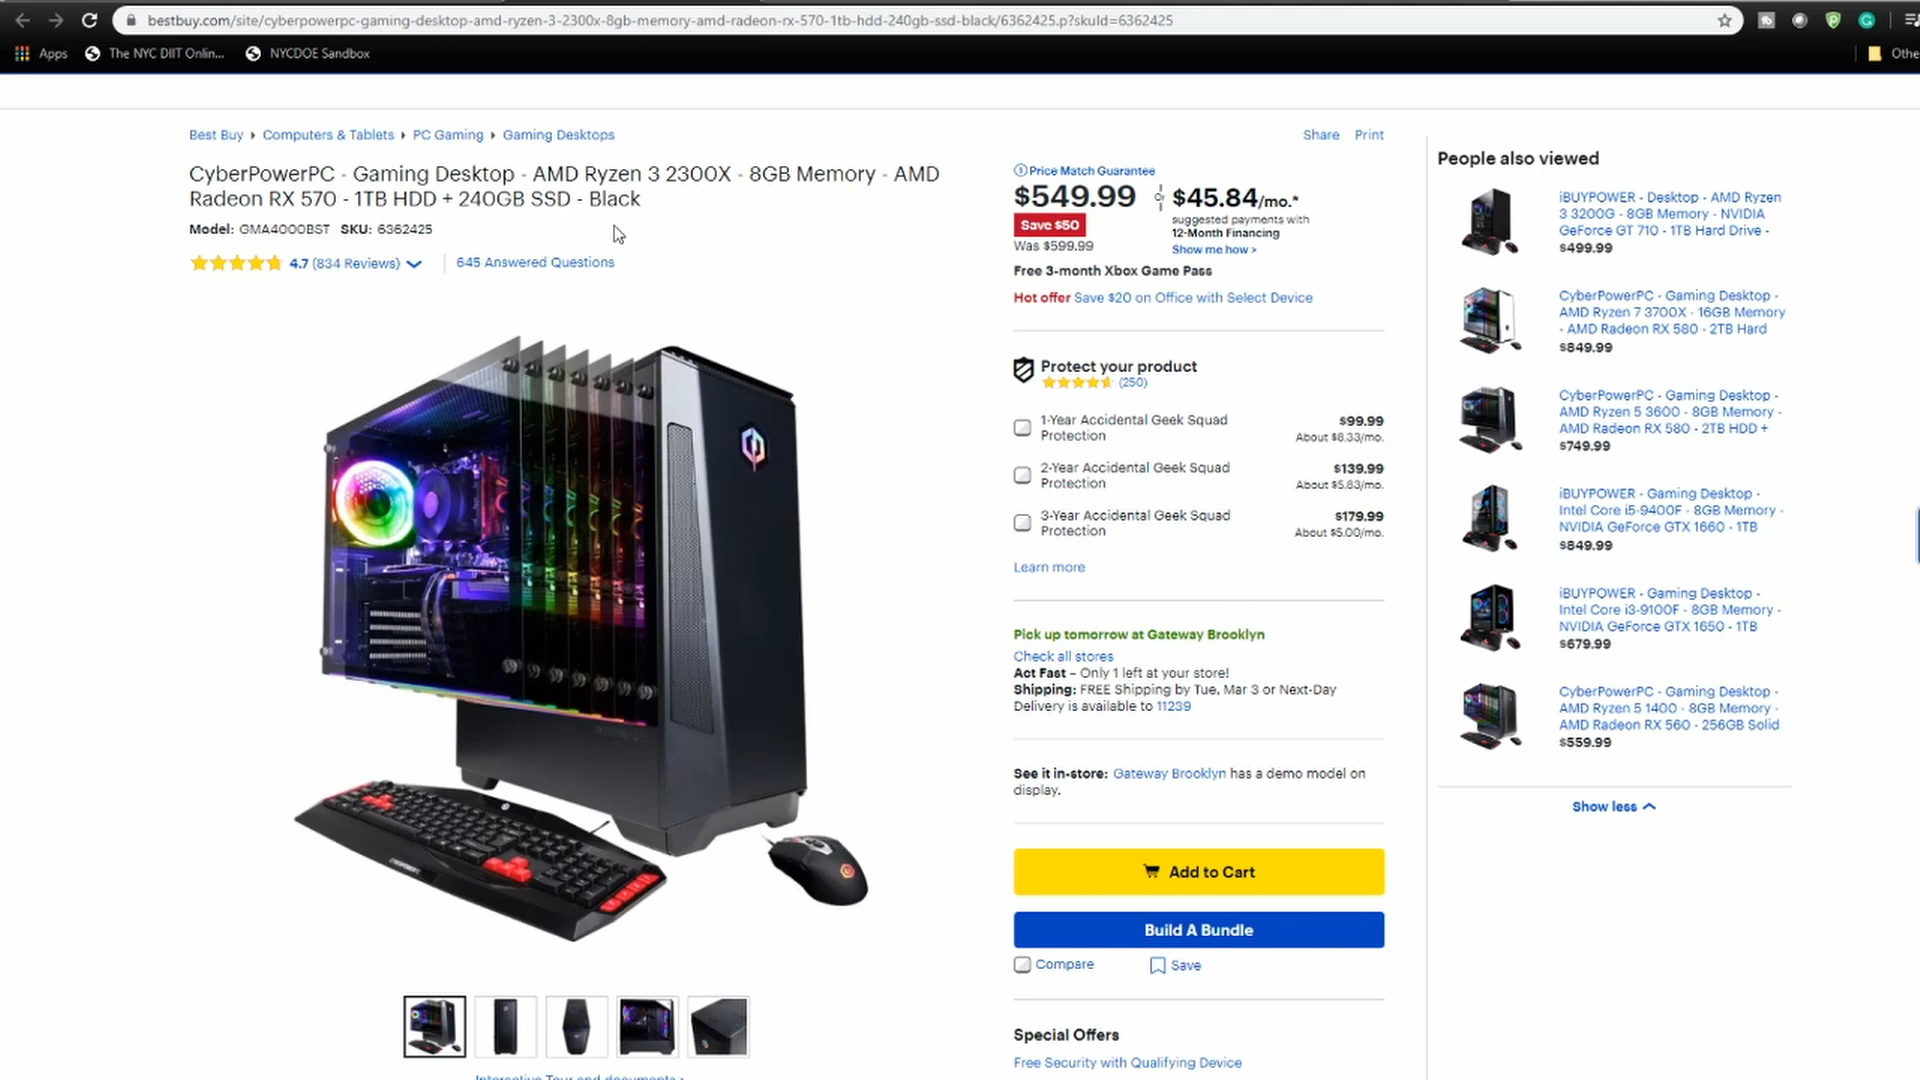 bestbuy.com/site/cyberpowerpc-gaming-desktop-amd-ryzen-3-2300x-8gb-memory-amd-radeon-rx-570-1tb-hdd-240gb-ssd-black/6362425.p?skuId=6362425
Apps
The NYC DIIT Onlin...
NYCDOE Sandbox
Othe
Best Buy
Computers & Tablets
PC Gaming
Gaming Desktops
Share
Print
CyberPowerPC - Gaming Desktop - AMD Ryzen 3 2300X - 8GB Memory - AMD
Radeon RX 570 - 1TB HDD + 240GB SSD - Black
Model: GMA4000BST SKU: 6362425
4.7 (834 Reviews)
645 Answered Questions
Price Match Guarantee
$549.99
or
$45.84/mo.*
Save $50
Was $599.99
suggested payments with
12-Month Financing
Show me how >
Free 3-month Xbox Game Pass
Hot offer Save $20 on Office with Select Device
Protect your product
(250)
1-Year Accidental Geek Squad
Protection
$99.99
About $8.33/mo.
2-Year Accidental Geek Squad
Protection
$139.99
About $5.83/mo.
3-Year Accidental Geek Squad
Protection
$179.99
About $5.00/mo.
Learn more
Pick up tomorrow at Gateway Brooklyn
Check all stores
Act Fast – Only 1 left at your store!
Shipping: FREE Shipping by Tue, Mar 3 or Next-Day
Delivery is available to 11239
See it in-store: Gateway Brooklyn has a demo model on
display.
Add to Cart
Build A Bundle
Compare
Save
Special Offers
Free Security with Qualifying Device
People also viewed
iBUYPOWER - Desktop - AMD Ryzen
3 3200G - 8GB Memory - NVIDIA
GeForce GT 710 - 1TB Hard Drive -
$499.99
CyberPowerPC - Gaming Desktop -
AMD Ryzen 7 3700X - 16GB Memory
- AMD Radeon RX 580 - 2TB Hard
$849.99
CyberPowerPC - Gaming Desktop -
AMD Ryzen 5 3600 - 8GB Memory -
AMD Radeon RX 580 - 2TB HDD +
$749.99
iBUYPOWER - Gaming Desktop -
Intel Core i5-9400F - 8GB Memory -
NVIDIA GeForce GTX 1660 - 1TB
$849.99
iBUYPOWER - Gaming Desktop -
Intel Core i3-9100F - 8GB Memory -
NVIDIA GeForce GTX 1650 - 1TB
$679.99
CyberPowerPC - Gaming Desktop -
AMD Ryzen 5 1400 - 8GB Memory -
AMD Radeon RX 560 - 256GB Solid
$559.99
Show less
Interactive Tour and documents >